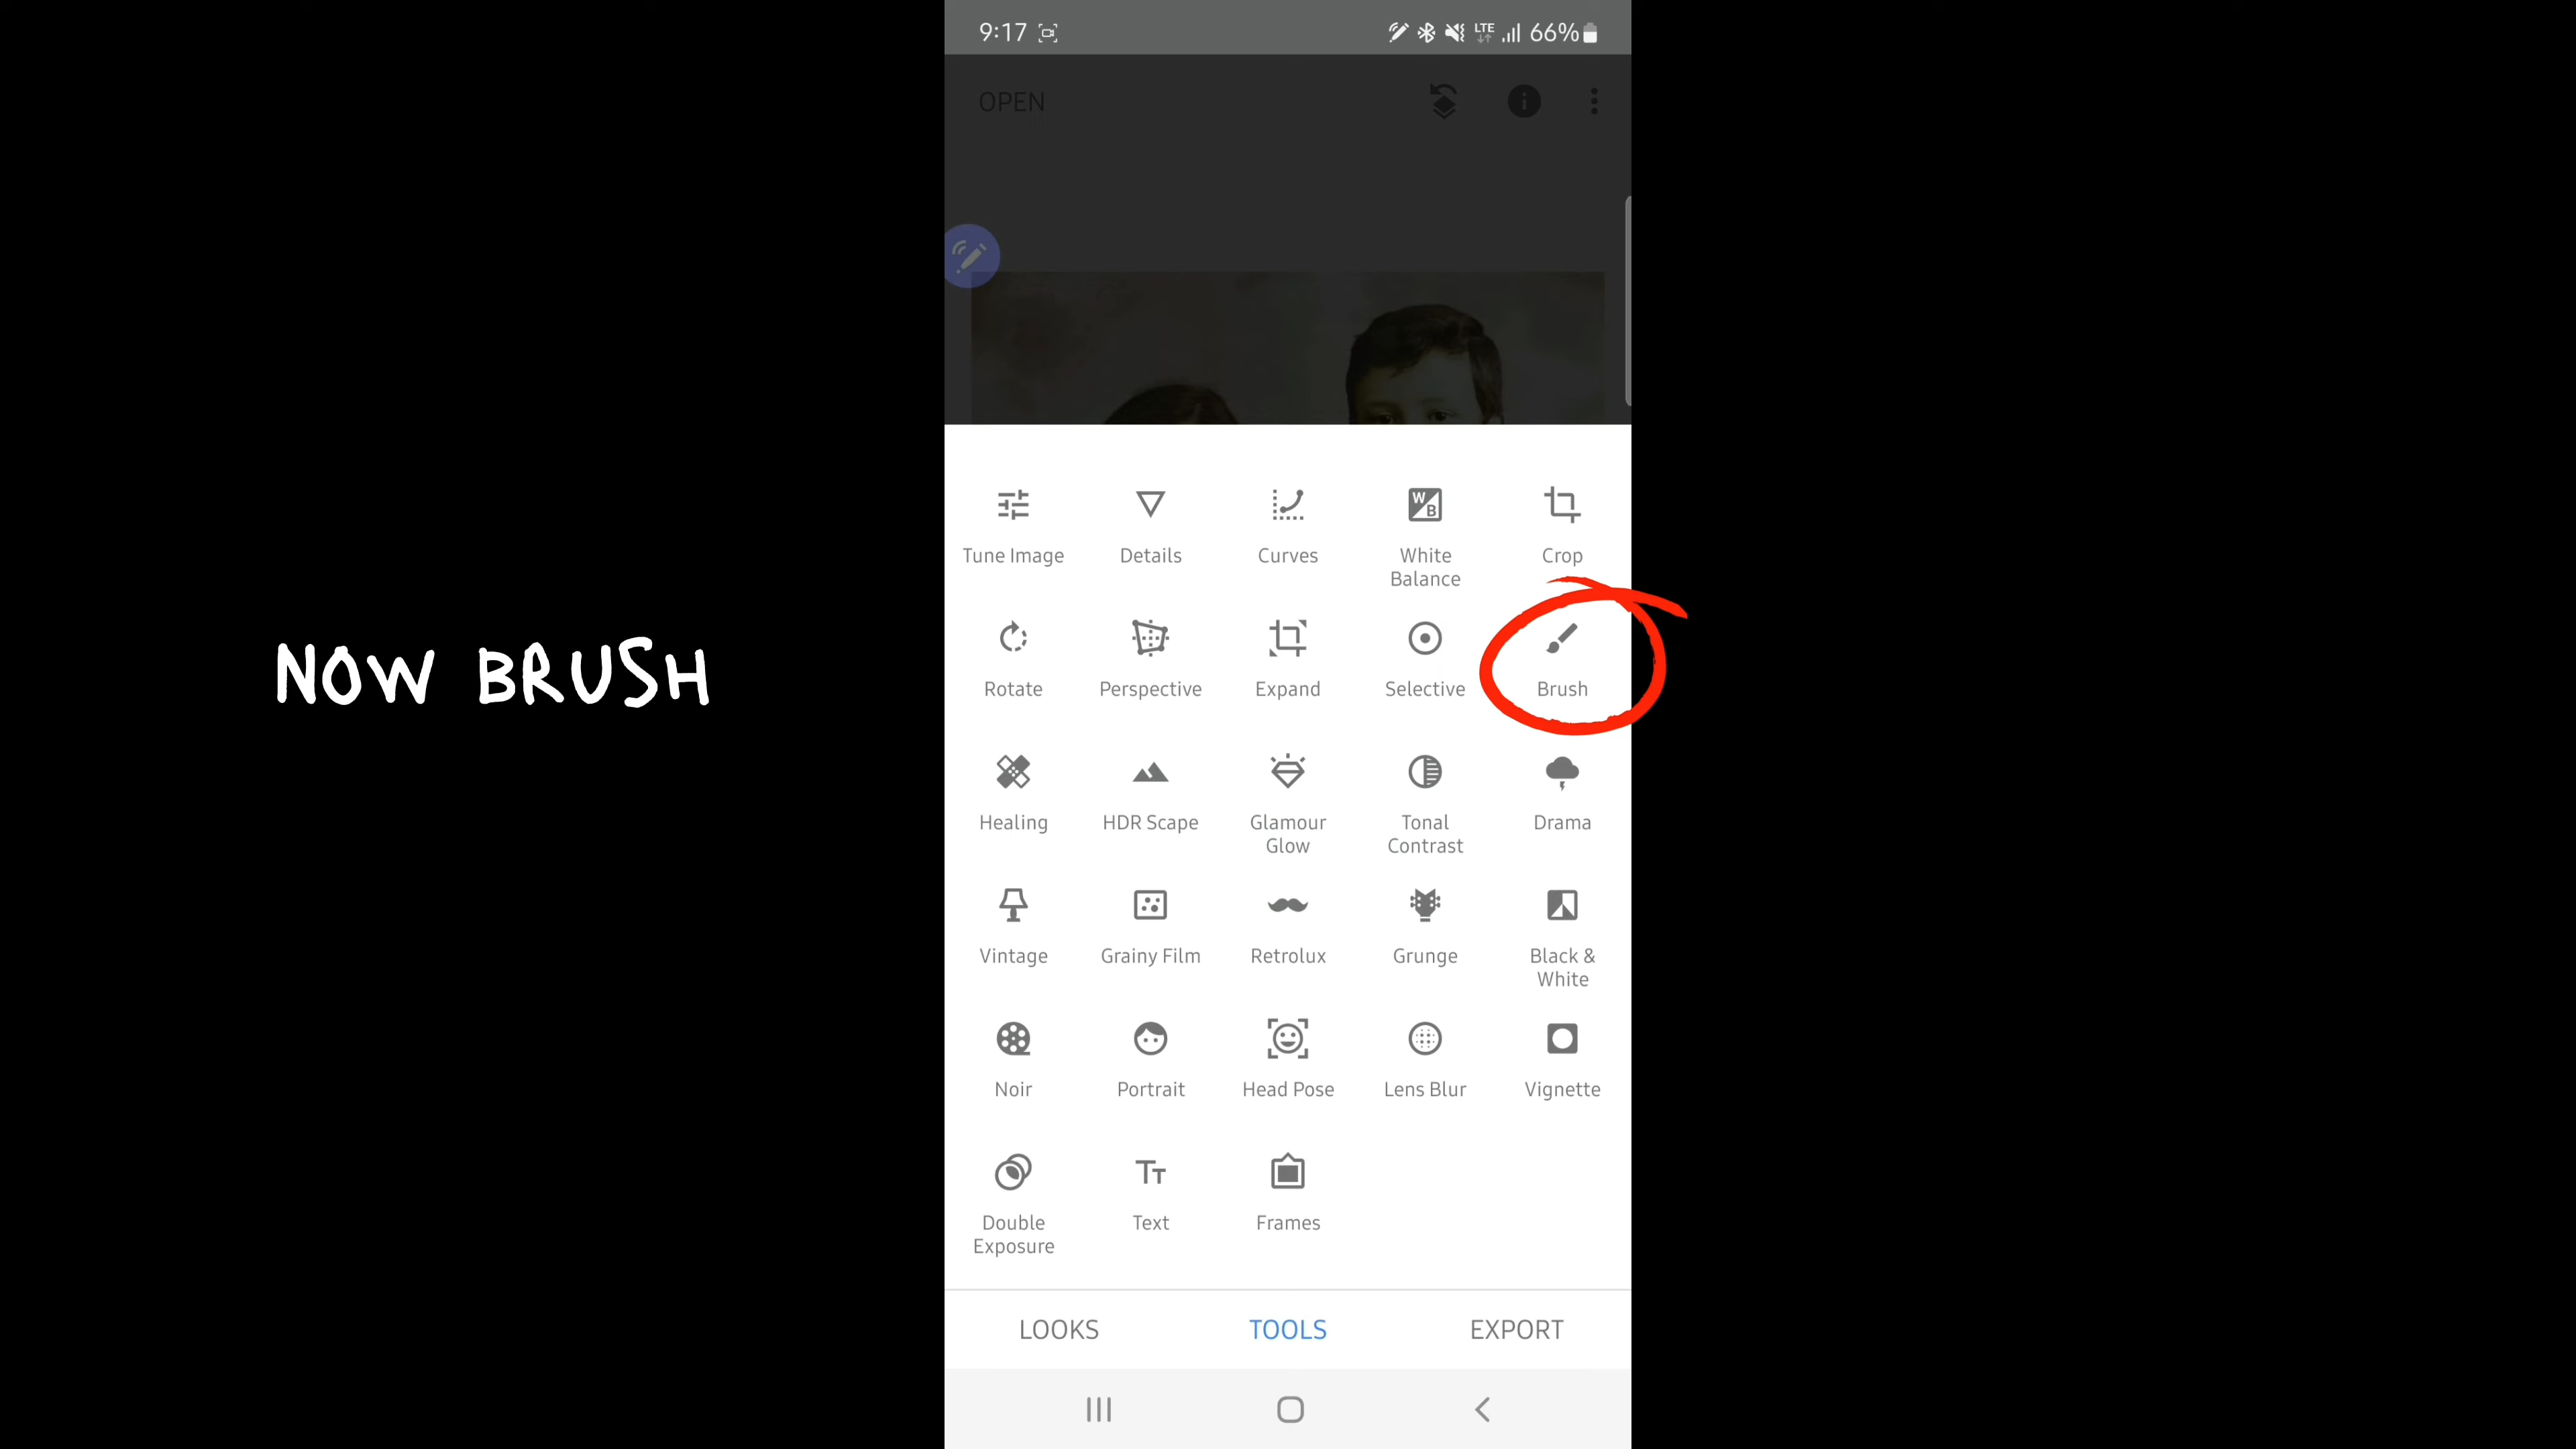 9:17
LTE 66%
OPEN
Tune Image
Details
Curves
White
Balance
Crop
Rotate
Perspective
Expand
Selective
Brush
Healing
HDR Scape
Glamour
Glow
Tonal
Contrast
Drama
Vintage
Grainy Film
Retrolux
Grunge
Black &
White
Noir
Portrait
Head Pose
Lens Blur
Vignette
Double
Exposure
Text
Frames
LOOKS
TOOLS
EXPORT
NOW BRUSH
W
B
TT